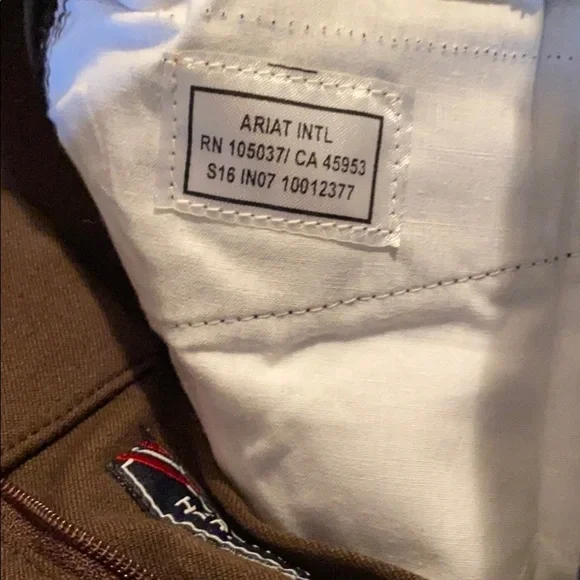 ARIAT INTL
RN 105037/ CA 45953
S16 IN07 10012377